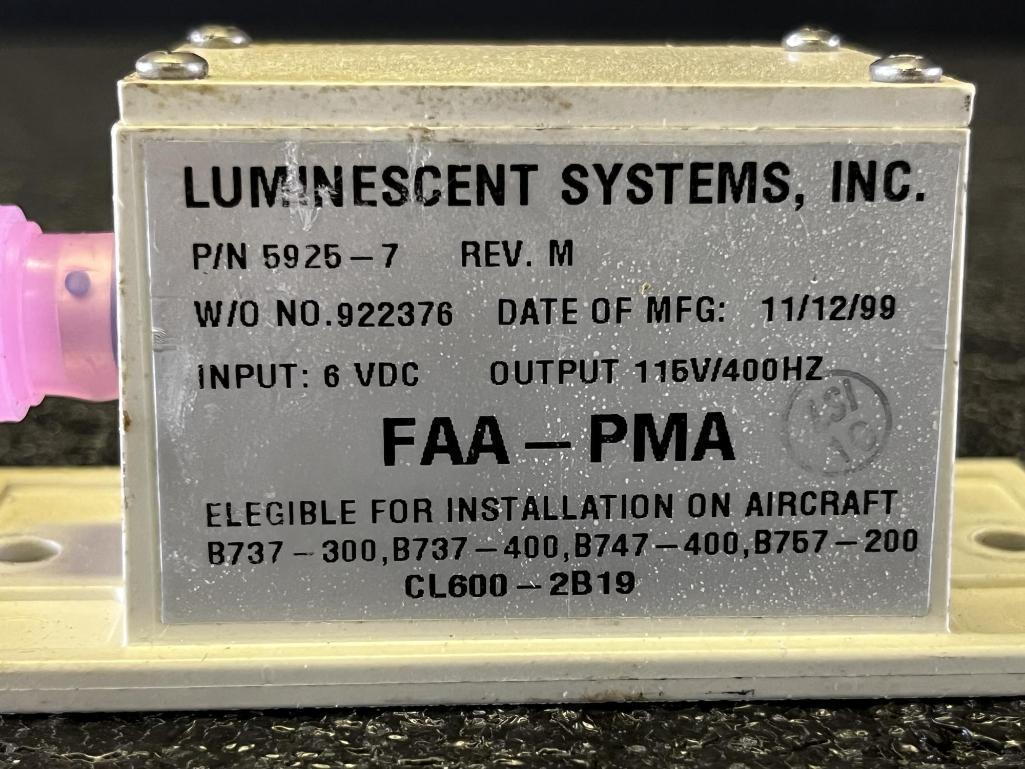 LUMINESCENT SYSTEMS, INC.
P/N 5925-7 REV. M
W/O NO.922376 DATE OF MFG: 11/12/99
INPUT: 6 VDC OUTPUT 115V/400HZ
LSI
FAA-PMA
ELEGIBLE FOR INSTALLATION ON AIRCRAFT
B737-300,B737-400,B747-400,B757-200
CL600-2B19